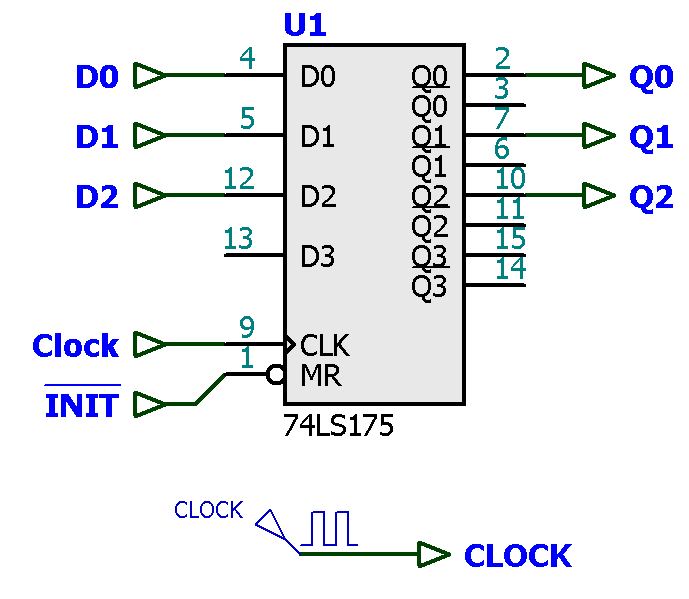 U1
D0 4 D0 Q0 2 Q0
Q0 3
D1 5 D1 Q1 7 Q1
Q1 6
D2 12 D2 Q2 10 Q2
Q2 11
13 D3 Q3 15
Q3 14
Clock 9 CLK
INIT 1 MR
74LS175
CLOCK
CLOCK